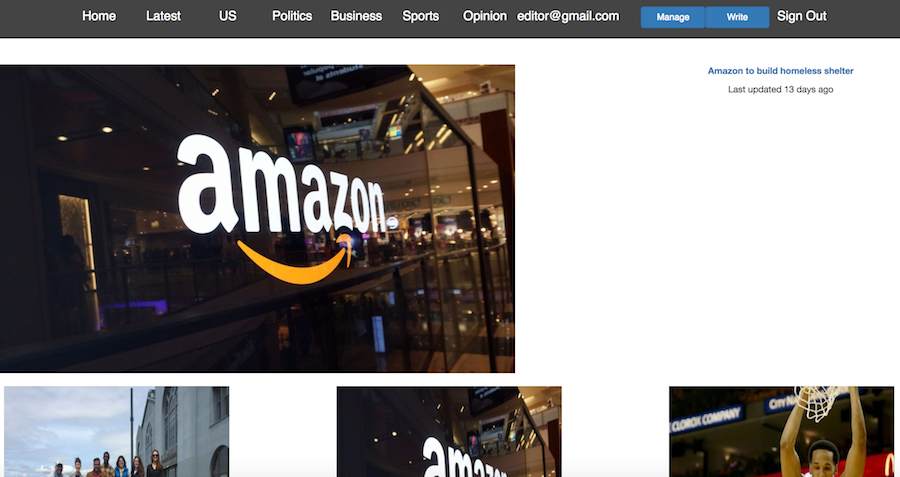 Home Latest US Politics Business Sports Opinion editor@gmail.com Manage Write Sign Out
Amazon to build homeless shelter
Last updated 13 days ago
amazon
amazon
CLOROX COMPANY